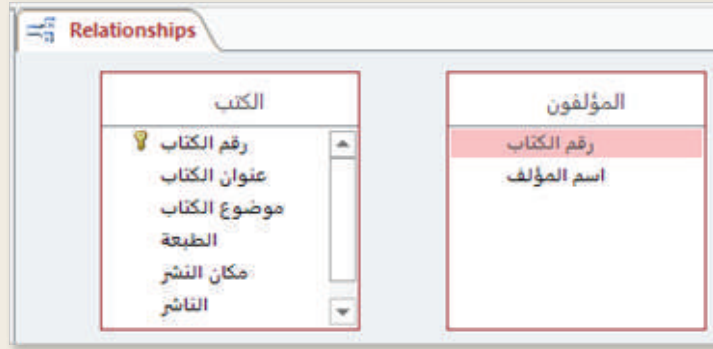 Relationships
الكتب
رقم الكتاب
عنوان الكتاب
موضوع الكتاب
الطبعة
مكان النشر
الناشر
المؤلفون
رقم الكتاب
اسم المؤلف